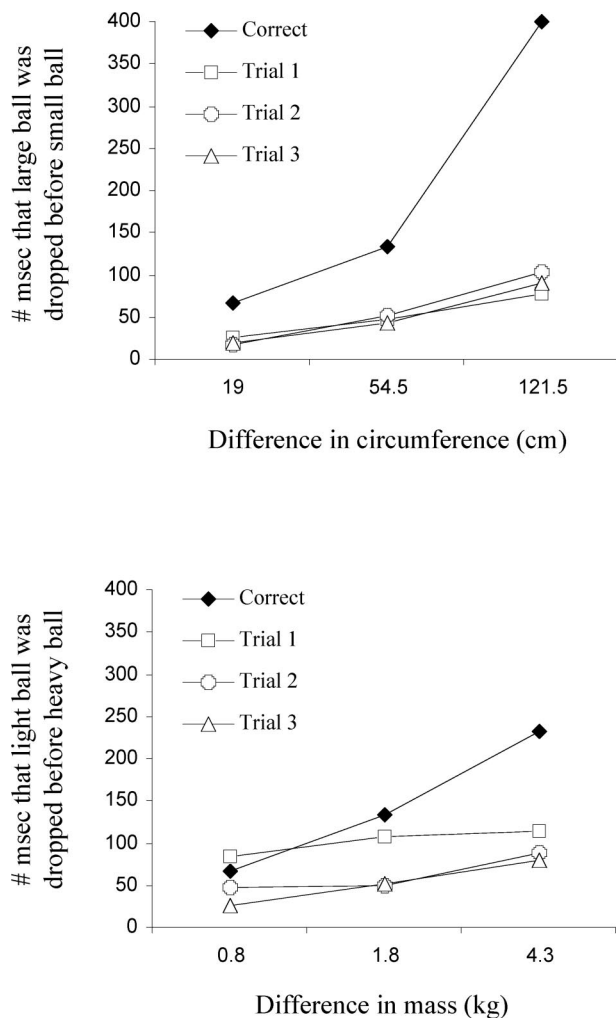 # msec that large ball was
dropped before small ball
400
350
300
250
200
150
100
50
0
Correct
Trial 1
Trial 2
Trial 3
19 54.5 121.5
Difference in circumference (cm)
# msec that light ball was
dropped before heavy ball
400
350
300
250
200
150
100
50
0
Correct
Trial 1
Trial 2
Trial 3
0.8 1.8 4.3
Difference in mass (kg)